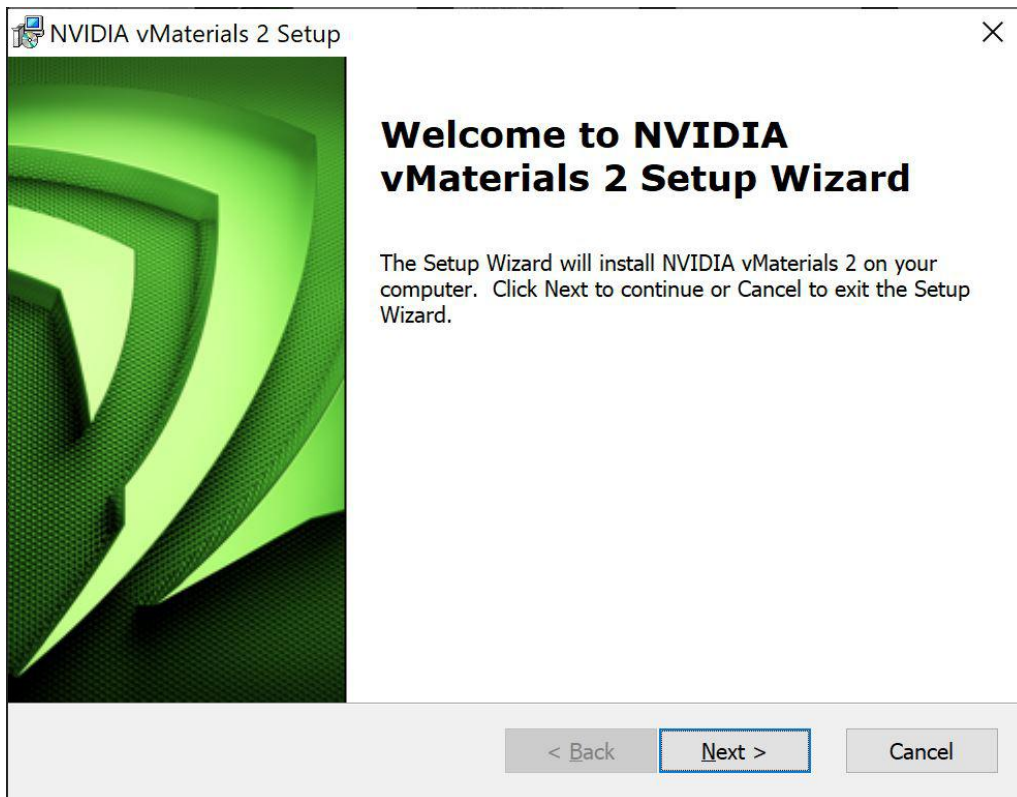 NVIDIA vMaterials 2 Setup
Welcome to NVIDIA
vMaterials 2 Setup Wizard
The Setup Wizard will install NVIDIA vMaterials 2 on your
computer.  Click Next to continue or Cancel to exit the Setup
Wizard.
< Back
Next >
Cancel